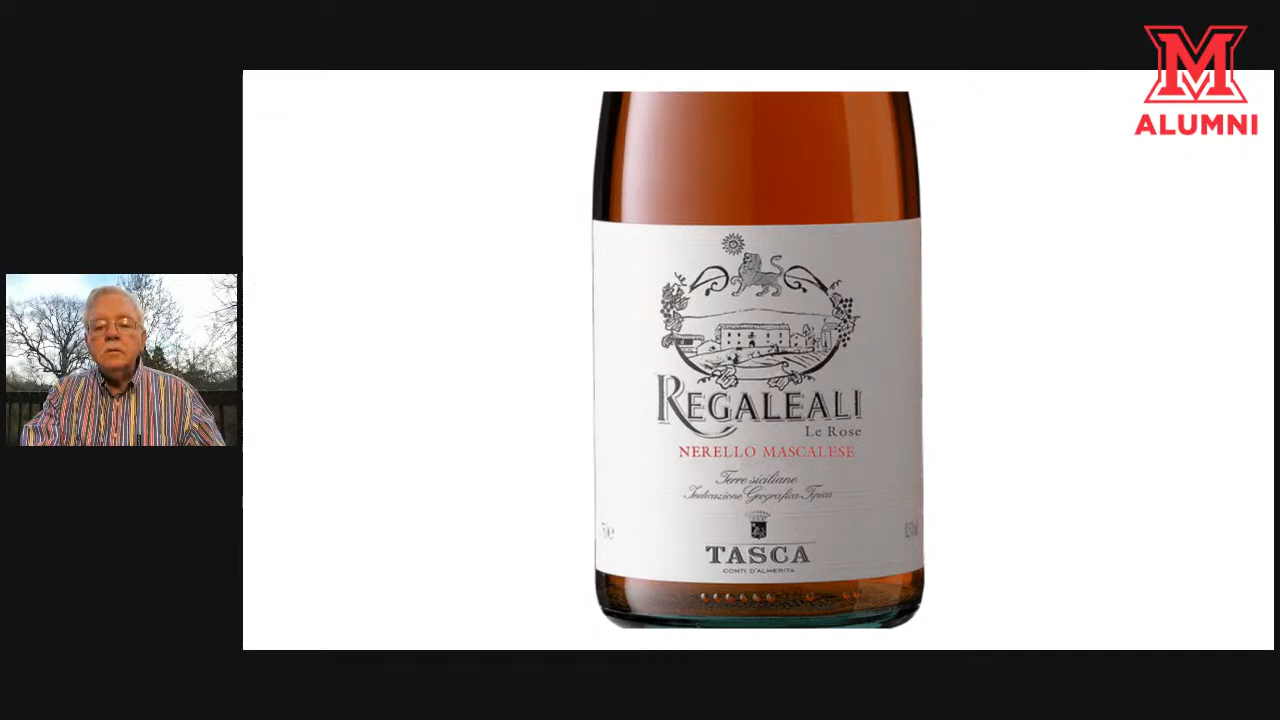 M
ALUMNI
REGALEALI
Le Rose
NERELLO MASCALESE
Terre siciliane
Indicazione Geografica Tipica
TASCA
CONTI D'ALMERITA